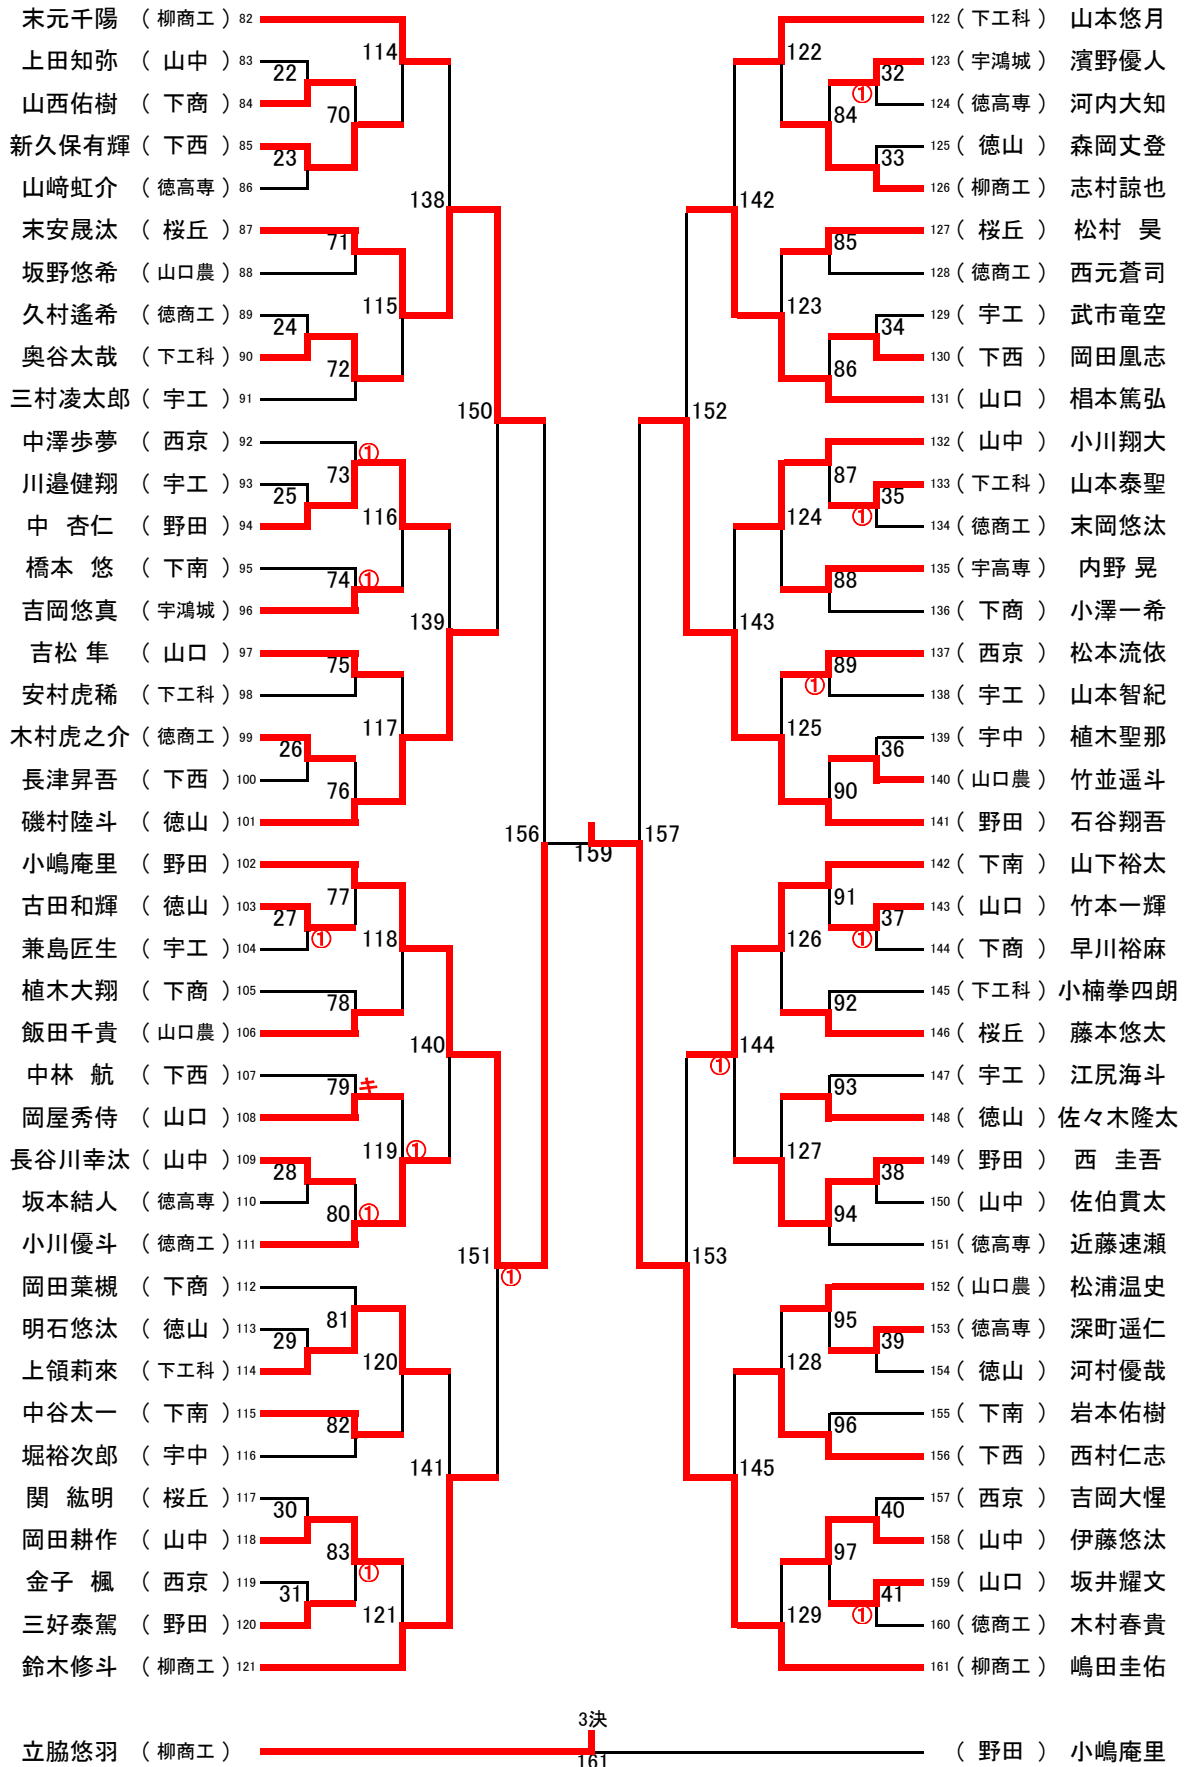 末元千陽 （ 柳商工 ） 82
上田知弥 （ 山中 ） 83
山西佑樹 （ 下商 ） 84
新久保有輝 （ 下西 ） 85
山﨑虹介 （ 徳高専 ） 86
末安晟汰 （ 桜丘 ） 87
坂野悠希 （ 山口農 ） 88
久村遙希 （ 徳商工 ） 89
奥谷太哉 （ 下工科 ） 90
三村凌太郎 （ 宇工 ） 91
中澤歩夢 （ 西京 ） 92
川邉健翔 （ 宇工 ） 93
中 杏仁 （ 野田 ） 94
橋本 悠 （ 下南 ） 95
吉岡悠真 （ 宇鴻城 ） 96
吉松 隼 （ 山口 ） 97
安村虎稀 （ 下工科 ） 98
木村虎之介 （ 徳商工 ） 99
長津昇吾 （ 下西 ） 100
磯村陸斗 （ 徳山 ） 101
小嶋庵里 （ 野田 ） 102
古田和輝 （ 徳山 ） 103
兼島匠生 （ 宇工 ） 104
植木大翔 （ 下商 ） 105
飯田千貴 （ 山口農 ） 106
中林 航 （ 下西 ） 107
岡屋秀侍 （ 山口 ） 108
長谷川幸汰 （ 山中 ） 109
坂本結人 （ 徳高専 ） 110
小川優斗 （ 徳商工 ） 111
岡田葉槻 （ 下商 ） 112
明石悠汰 （ 徳山 ） 113
上領莉來 （ 下工科 ） 114
中谷太一 （ 下南 ） 115
堀裕次郎 （ 宇中 ） 116
関 紘明 （ 桜丘 ） 117
岡田耕作 （ 山中 ） 118
金子 楓 （ 西京 ） 119
三好泰駕 （ 野田 ） 120
鈴木修斗 （ 柳商工 ） 121
22
23
24
25
26
27
①
28
29
30
31
70
71
72
73
①
74
①
75
76
77
78
79
キ
80
①
81
82
83
①
114
115
116
117
118
119
①
120
121
138
139
140
141
150
151
①
156
159
157
152
153
142
143
144
①
145
122
123
124
125
①
126
127
128
129
84
85
86
87
88
89
90
91
92
93
94
95
96
97
32
①
33
34
35
①
36
37
①
38
39
40
41
①
122 （ 下工科 ） 山本悠月
123 （ 宇鴻城 ） 濱野優人
124 （ 徳高専 ） 河内大知
125 （ 徳山 ） 森岡丈登
126 （ 柳商工 ） 志村諒也
127 （ 桜丘 ） 松村 昊
128 （ 徳商工 ） 西元蒼司
129 （ 宇工 ） 武市竜空
130 （ 下西 ） 岡田凰志
131 （ 山口 ） 椙本篤弘
132 （ 山中 ） 小川翔大
133 （ 下工科 ） 山本泰聖
134 （ 徳商工 ） 末岡悠汰
135 （ 宇高専 ） 内野 晃
136 （ 下商 ） 小澤一希
137 （ 西京 ） 松本流依
138 （ 宇工 ） 山本智紀
139 （ 宇中 ） 植木聖那
140 （ 山口農 ） 竹並遥斗
141 （ 野田 ） 石谷翔吾
142 （ 下南 ） 山下裕太
143 （ 山口 ） 竹本一輝
144 （ 下商 ） 早川裕麻
145 （ 下工科 ） 小楠拳四朗
146 （ 桜丘 ） 藤本悠太
147 （ 宇工 ） 江尻海斗
148 （ 徳山 ） 佐々木隆太
149 （ 野田 ） 西 圭吾
150 （ 山中 ） 佐伯貫太
151 （ 徳高専 ） 近藤速瀬
152 （ 山口農 ） 松浦温史
153 （ 徳高専 ） 深町遥仁
154 （ 徳山 ） 河村優哉
155 （ 下南 ） 岩本佑樹
156 （ 下西 ） 西村仁志
157 （ 西京 ） 吉岡大惺
158 （ 山中 ） 伊藤悠汰
159 （ 山口 ） 坂井耀文
160 （ 徳商工 ） 木村春貴
161 （ 柳商工 ） 嶋田圭佑
3決
立脇悠羽 （ 柳商工 ）
161
（ 野田 ） 小嶋庵里